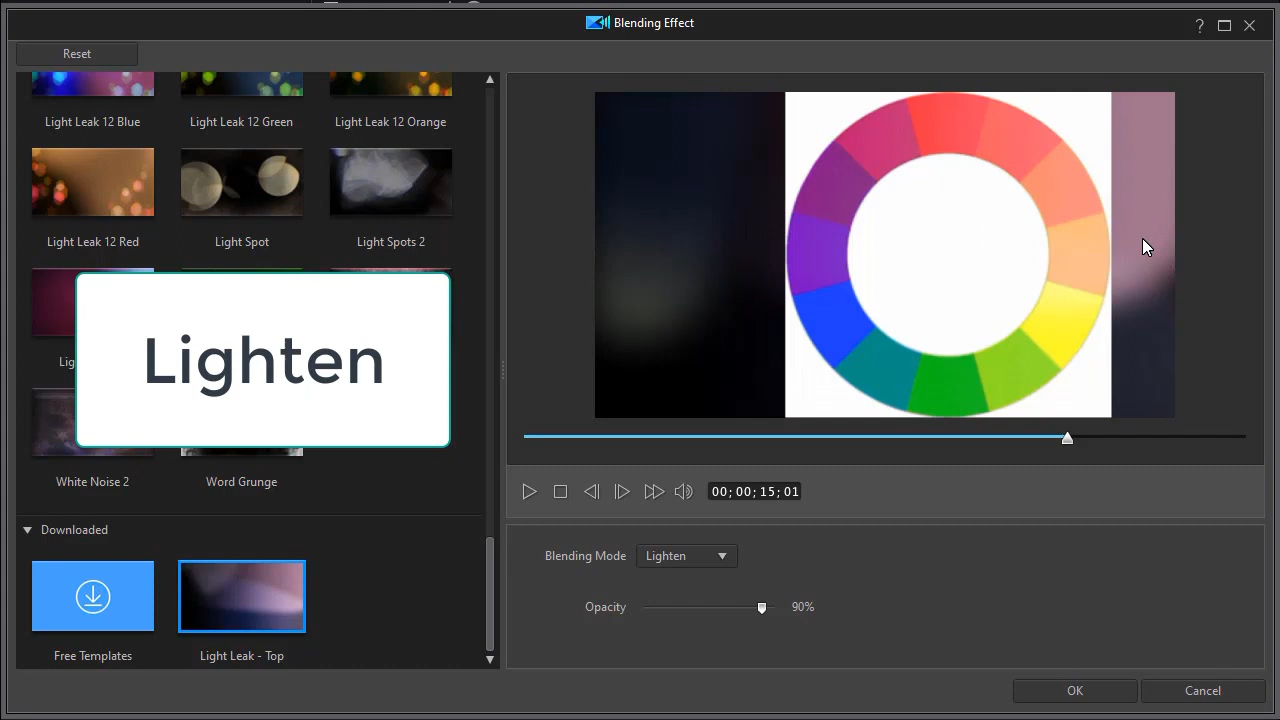 Blending Effect
?
Reset
Light Leak 12 Blue
Light Leak 12 Green
Light Leak 12 Orange
Light Leak 12 Red
Light Spot
Light Spots 2
Lig
Lighten
White Noise 2
Word Grunge
Downloaded
Free Templates
Light Leak - Top
00;00;15;01
Blending Mode
Lighten
Opacity
90%
OK
Cancel